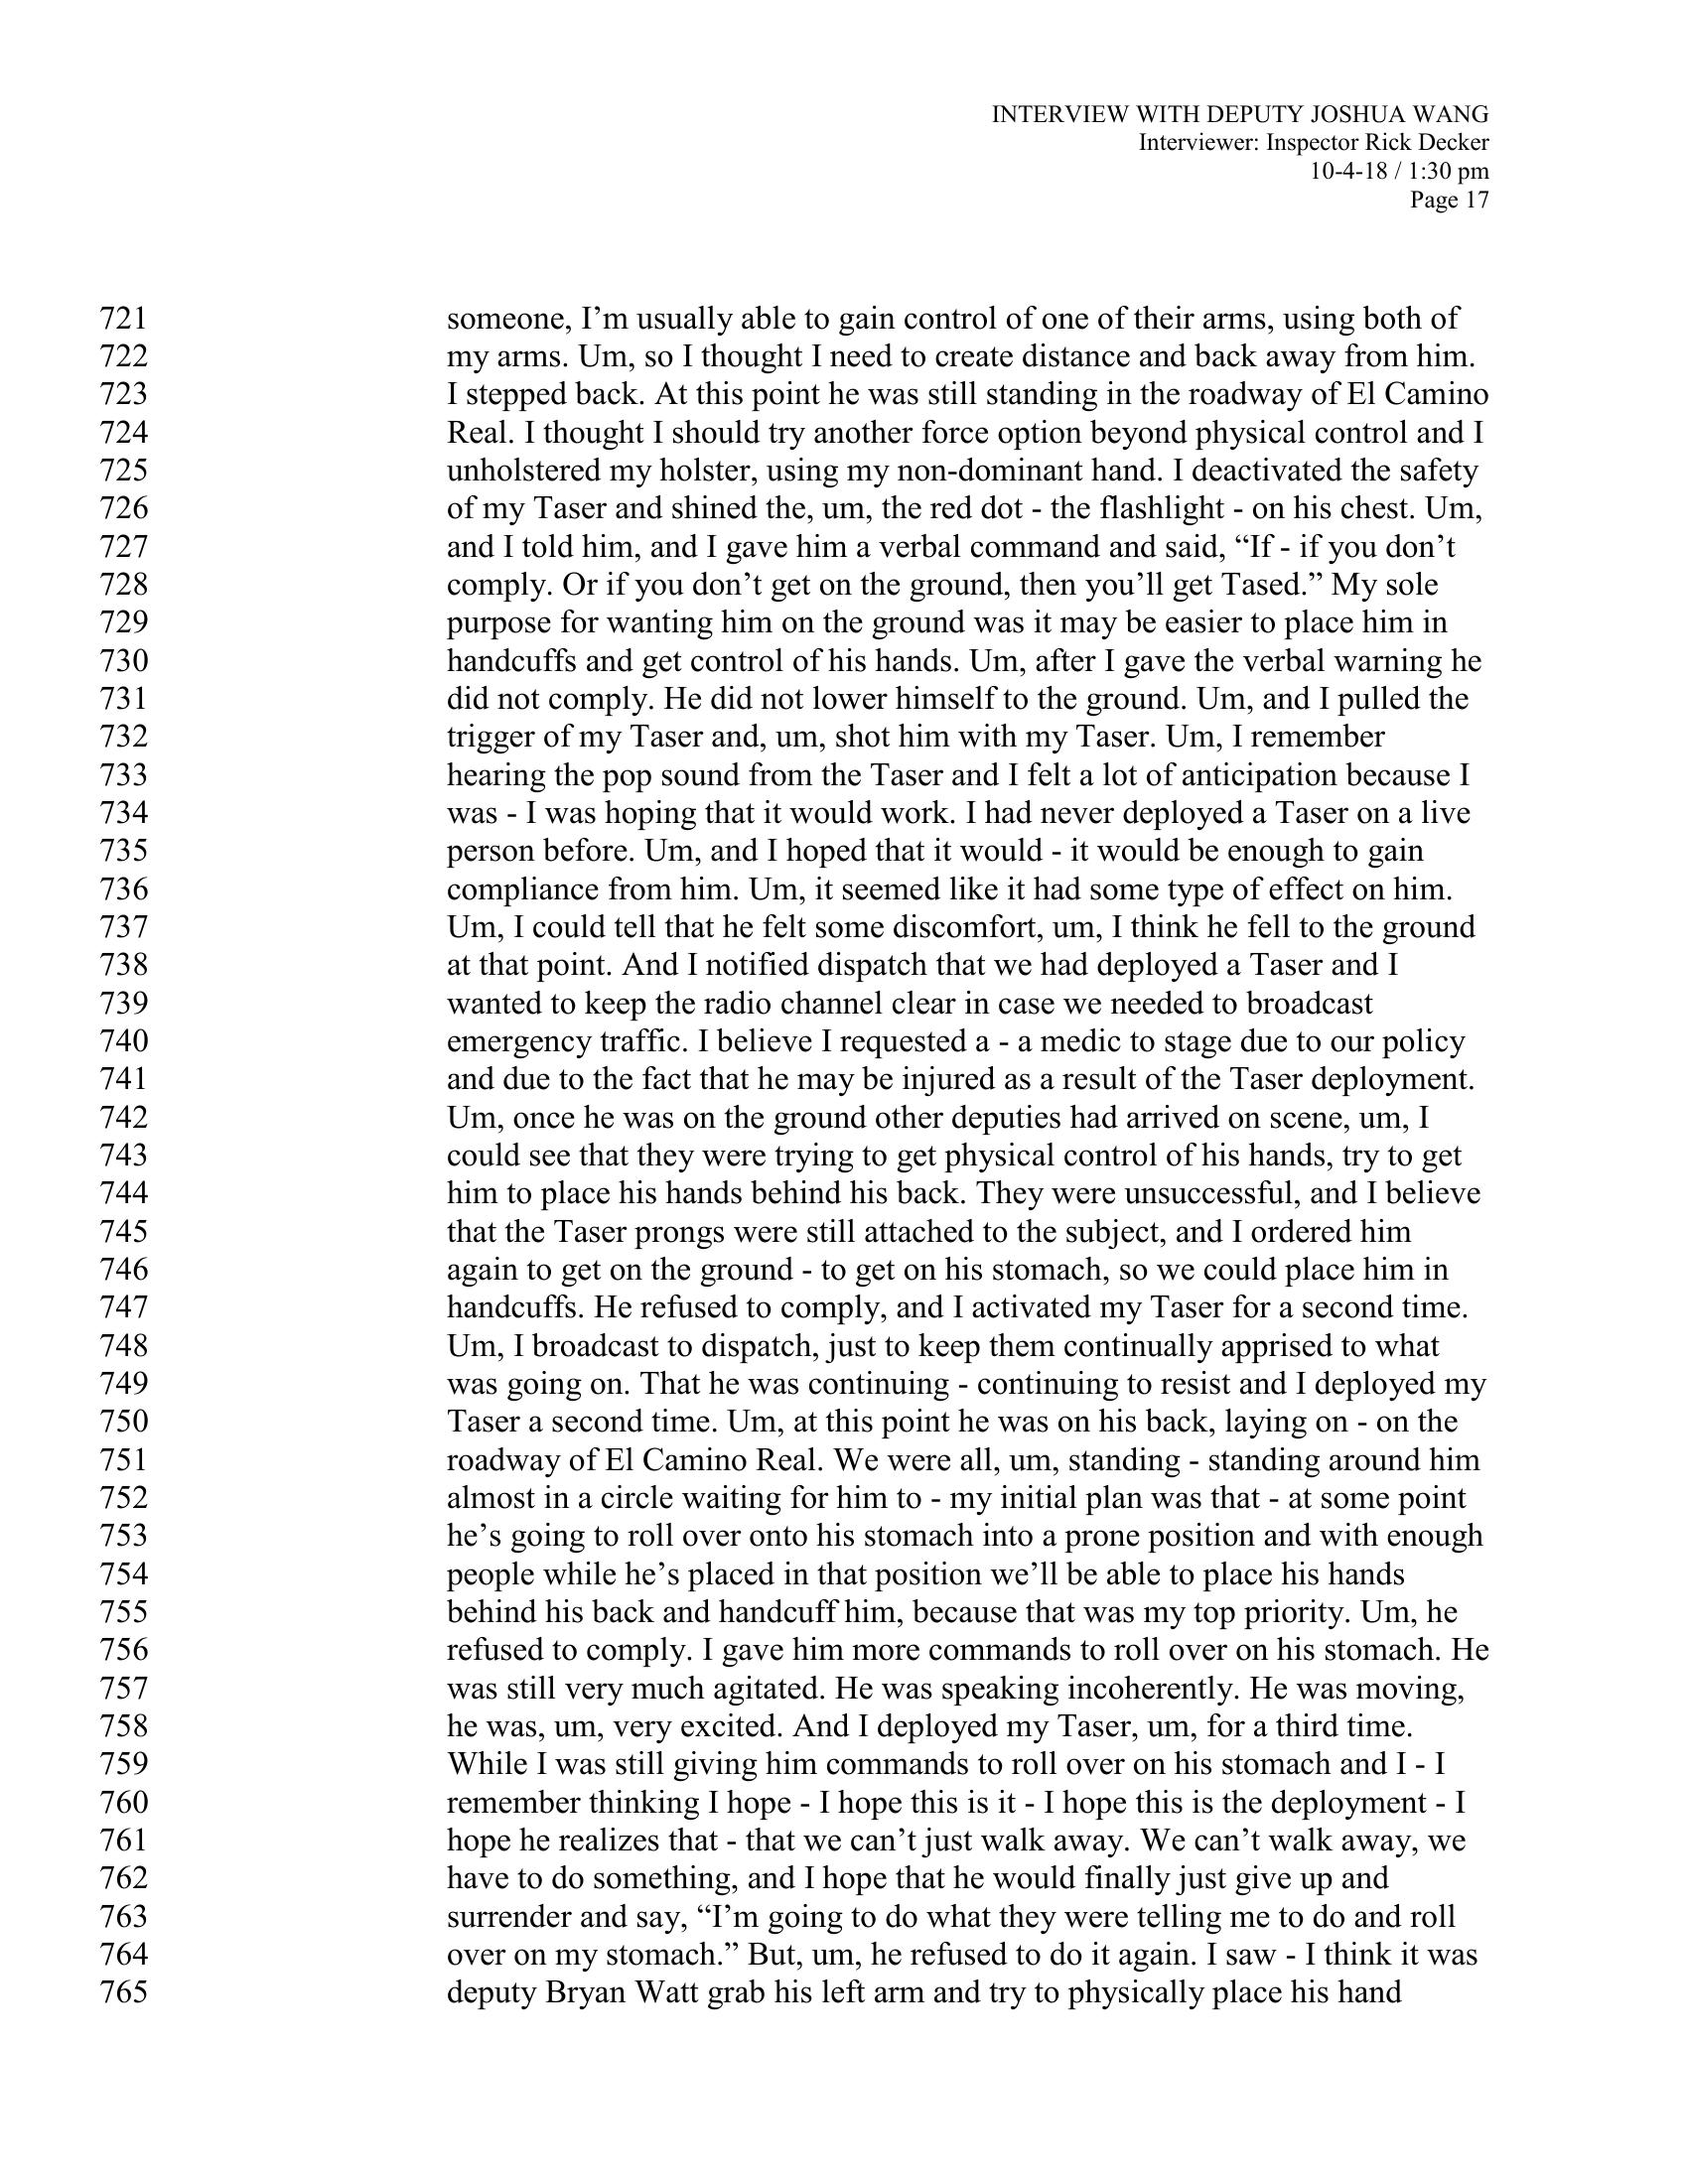 INTERVIEW WITH DEPUTY JOSHUA WANG
Interviewer: Inspector Rick Decker
10-4-18 / 1:30 pm
Page 17
721 someone, I’m usually able to gain control of one of their arms, using both of
722 my arms. Um, so I thought I need to create distance and back away from him.
723 I stepped back. At this point he was still standing in the roadway of El Camino
724 Real. I thought I should try another force option beyond physical control and I
725 unholstered my holster, using my non-dominant hand. I deactivated the safety
726 of my Taser and shined the, um, the red dot - the flashlight - on his chest. Um,
727 and I told him, and I gave him a verbal command and said, “If - if you don’t
728 comply. Or if you don’t get on the ground, then you’ll get Tased.” My sole
729 purpose for wanting him on the ground was it may be easier to place him in
730 handcuffs and get control of his hands. Um, after I gave the verbal warning he
731 did not comply. He did not lower himself to the ground. Um, and I pulled the
732 trigger of my Taser and, um, shot him with my Taser. Um, I remember
733 hearing the pop sound from the Taser and I felt a lot of anticipation because I
734 was - I was hoping that it would work. I had never deployed a Taser on a live
735 person before. Um, and I hoped that it would - it would be enough to gain
736 compliance from him. Um, it seemed like it had some type of effect on him.
737 Um, I could tell that he felt some discomfort, um, I think he fell to the ground
738 at that point. And I notified dispatch that we had deployed a Taser and I
739 wanted to keep the radio channel clear in case we needed to broadcast
740 emergency traffic. I believe I requested a - a medic to stage due to our policy
741 and due to the fact that he may be injured as a result of the Taser deployment.
742 Um, once he was on the ground other deputies had arrived on scene, um, I
743 could see that they were trying to get physical control of his hands, try to get
744 him to place his hands behind his back. They were unsuccessful, and I believe
745 that the Taser prongs were still attached to the subject, and I ordered him
746 again to get on the ground - to get on his stomach, so we could place him in
747 handcuffs. He refused to comply, and I activated my Taser for a second time.
748 Um, I broadcast to dispatch, just to keep them continually apprised to what
749 was going on. That he was continuing - continuing to resist and I deployed my
750 Taser a second time. Um, at this point he was on his back, laying on - on the
751 roadway of El Camino Real. We were all, um, standing - standing around him
752 almost in a circle waiting for him to - my initial plan was that - at some point
753 he’s going to roll over onto his stomach into a prone position and with enough
754 people while he’s placed in that position we’ll be able to place his hands
755 behind his back and handcuff him, because that was my top priority. Um, he
756 refused to comply. I gave him more commands to roll over on his stomach. He
757 was still very much agitated. He was speaking incoherently. He was moving,
758 he was, um, very excited. And I deployed my Taser, um, for a third time.
759 While I was still giving him commands to roll over on his stomach and I - I
760 remember thinking I hope - I hope this is it - I hope this is the deployment - I
761 hope he realizes that - that we can’t just walk away. We can’t walk away, we
762 have to do something, and I hope that he would finally just give up and
763 surrender and say, “I’m going to do what they were telling me to do and roll
764 over on my stomach.” But, um, he refused to do it again. I saw - I think it was
765 deputy Bryan Watt grab his left arm and try to physically place his hand